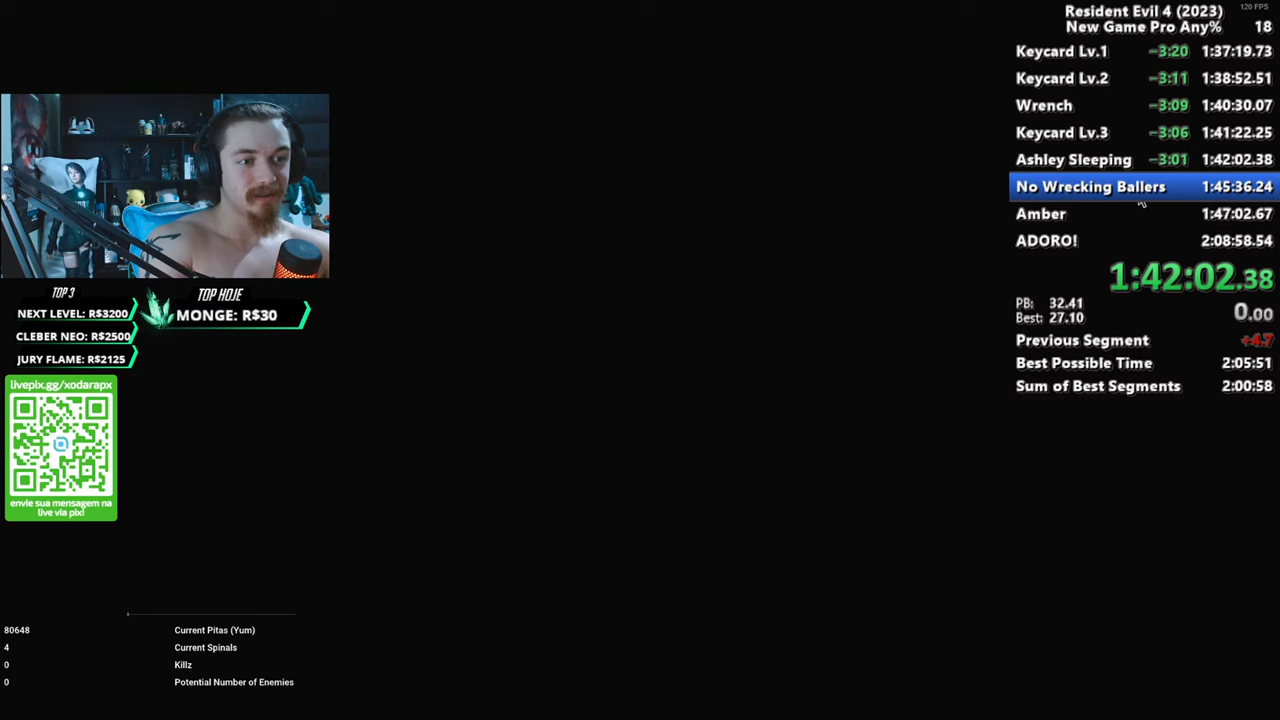 120 FPS
Resident Evil 4 (2023)
New Game Pro Any% 18
Keycard Lv.1 −3:20 1:37:19.73
Keycard Lv.2 −3:11 1:38:52.51
Wrench −3:09 1:40:30.07
Keycard Lv.3 −3:06 1:41:22.25
Ashley Sleeping −3:01 1:42:02.38
No Wrecking Ballers 1:45:36.24
Amber 1:47:02.67
ADORO! 2:08:58.54
1:42:02.38
PB: 32.41
Best: 27.10
0.00
Previous Segment +4.7
Best Possible Time 2:05:51
Sum of Best Segments 2:00:58
TOP 3
NEXT LEVEL: R$3200
CLEBER NEO: R$2500
JURY FLAME: R$2125
TOP HOJE
MONGE: R$30
livepix.gg/xodarapx
envie sua mensagem na
live via pix!
80648 Current Pitas (Yum)
4 Current Spinals
0 Killz
0 Potential Number of Enemies